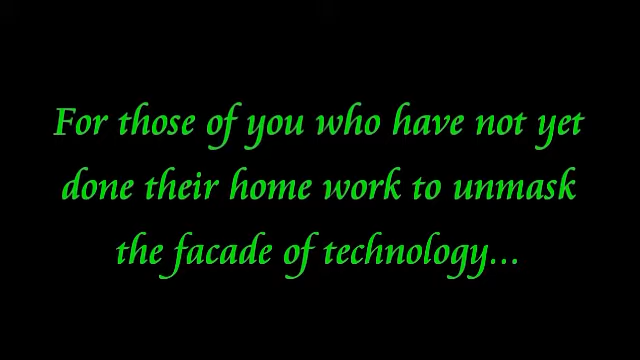 For those of you who have not yet
done their home work to unmask
the facade of technology...